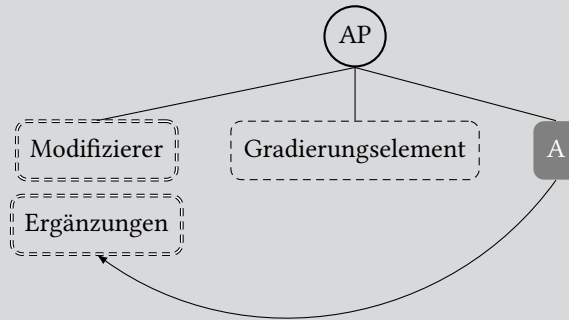 AP
Modifizierer
Gradierungselement
A
Ergänzungen